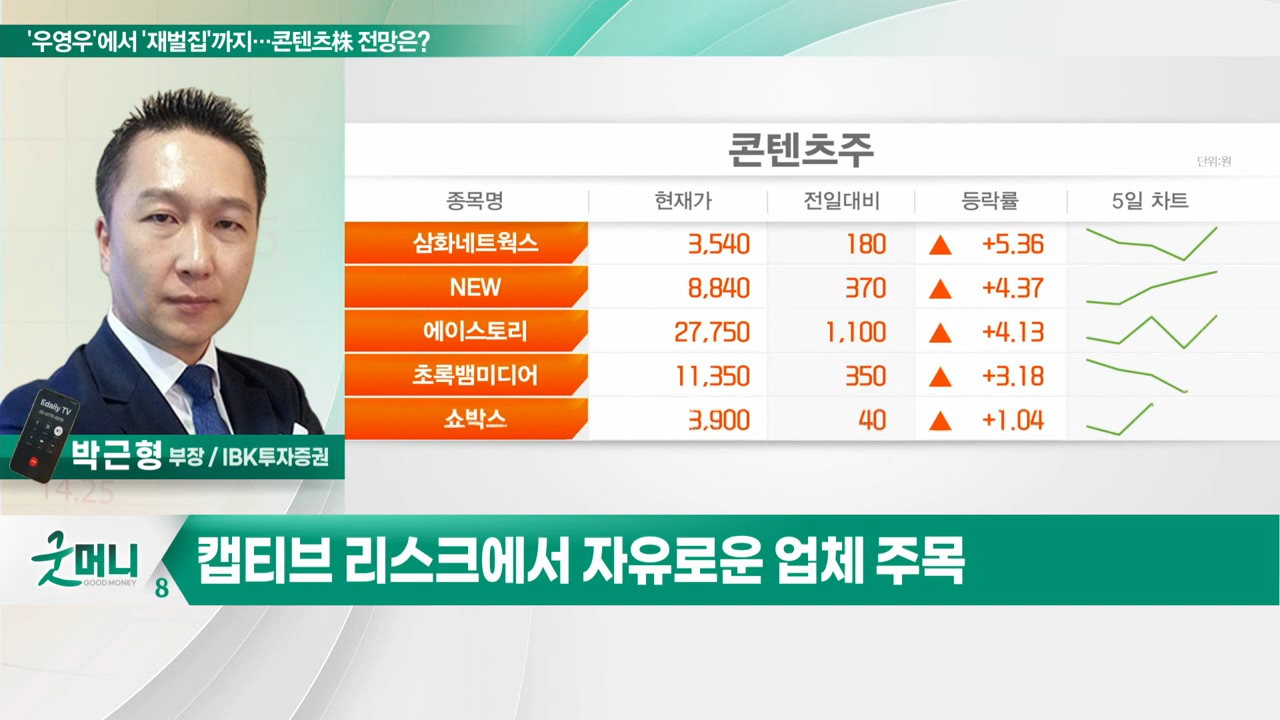 '우영우'에서 '재벌집'까지…콘텐츠株 전망은?
콘텐츠주
단위:원
종목명 현재가 전일대비 등락률 5일 차트
삼화네트웍스 3,540 180 ▲ +5.36
NEW 8,840 370 ▲ +4.37
에이스토리 27,750 1,100 ▲ +4.13
초록뱀미디어 11,350 350 ▲ +3.18
쇼박스 3,900 40 ▲ +1.04
Edaily TV
박근형 부장 / IBK투자증권
14.25
굿머니
GOOD MONEY
8
캡티브 리스크에서 자유로운 업체 주목